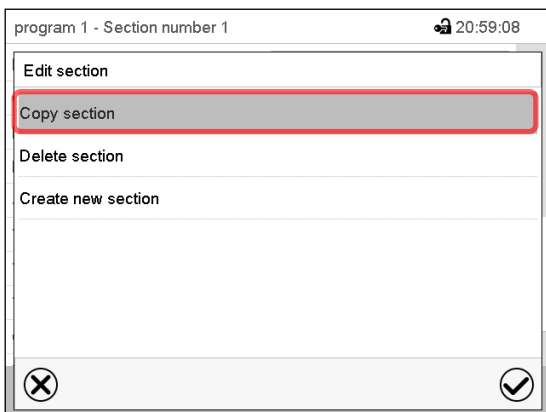 program 1 - Section number 1 20:59:08
Edit section
Copy section
Delete section
Create new section